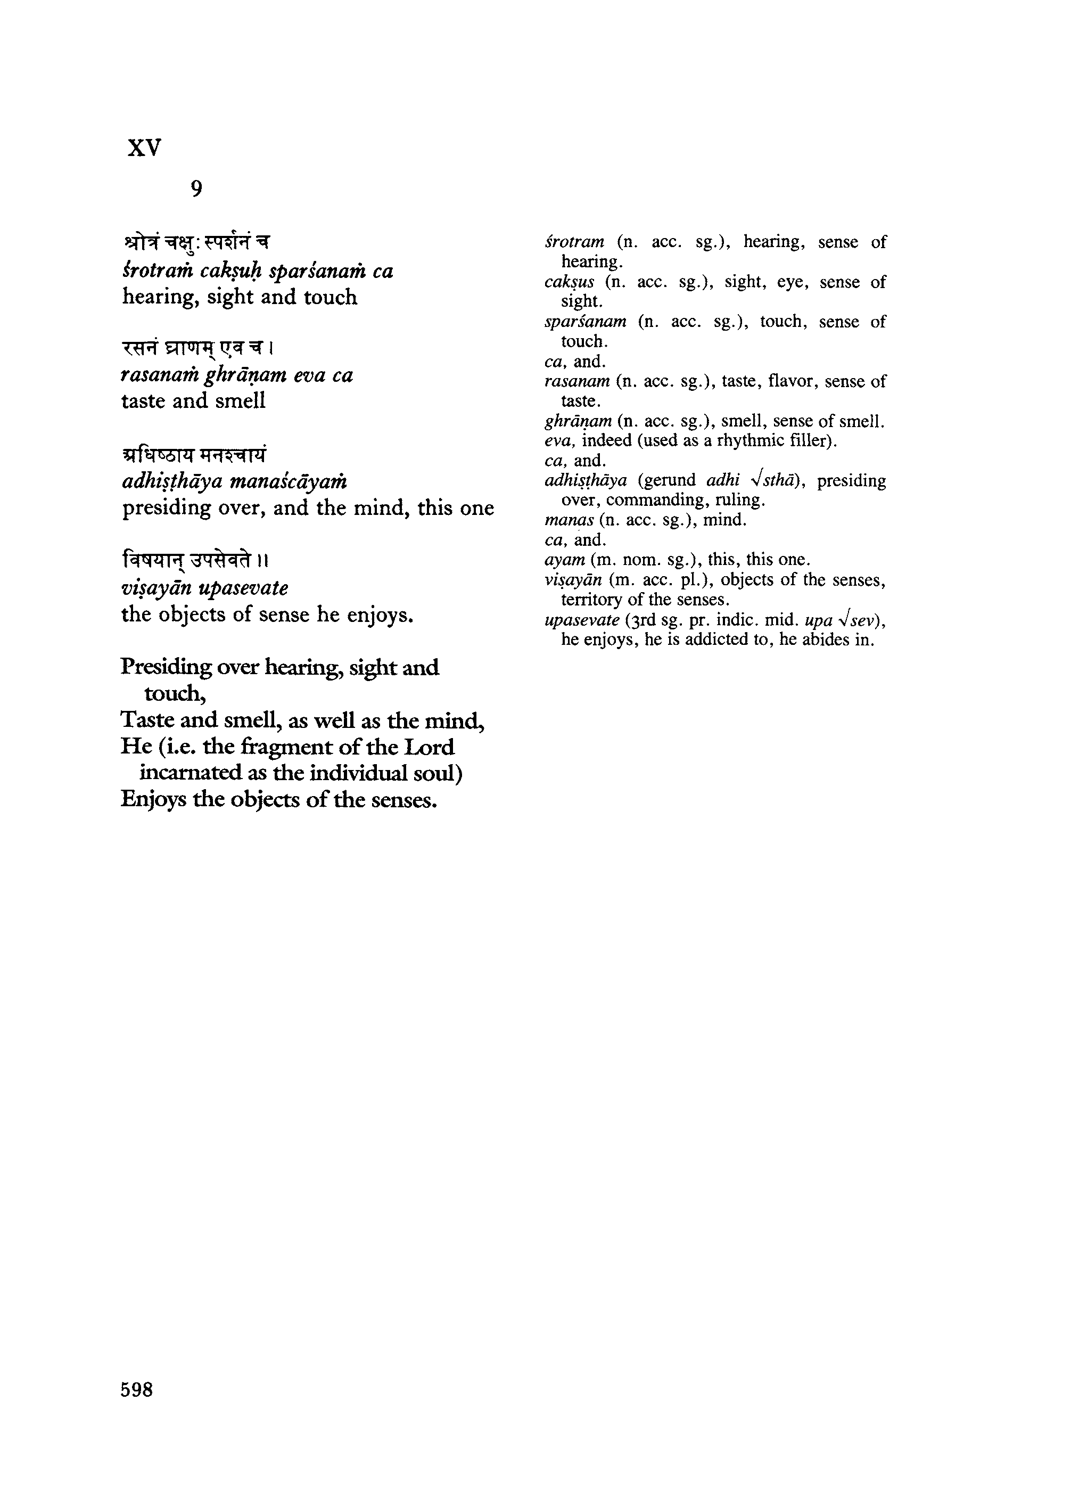 XV
9
श्रोत्रं चक्षुः स्पर्शनं च
śrotraṁ cakṣuḥ sparśanaṁ ca
hearing, sight and touch
रसनं घ्राणम् एव च।
rasanaṁ ghrāṇam eva ca
taste and smell
अधिष्ठाय मनश्चायं
adhiṣṭhāya manaścāyaṁ
presiding over, and the mind, this one
विषयान् उपसेवते॥
viṣayān upasevate
the objects of sense he enjoys.
Presiding over hearing, sight and
touch,
Taste and smell, as well as the mind,
He (i.e. the fragment of the Lord
incarnated as the individual soul)
Enjoys the objects of the senses.
śrotram (n. acc. sg.), hearing, sense of
hearing.
cakṣus (n. acc. sg.), sight, eye, sense of
sight.
sparśanam (n. acc. sg.), touch, sense of
touch.
ca, and.
rasanam (n. acc. sg.), taste, flavor, sense of
taste.
ghrāṇam (n. acc. sg.), smell, sense of smell.
eva, indeed (used as a rhythmic filler).
ca, and.
adhiṣṭhāya (gerund adhi √sthā), presiding
over, commanding, ruling.
manas (n. acc. sg.), mind.
ca, and.
ayam (m. nom. sg.), this, this one.
viṣayān (m. acc. pl.), objects of the senses,
territory of the senses.
upasevate (3rd sg. pr. indic. mid. upa √sev),
he enjoys, he is addicted to, he abides in.
598